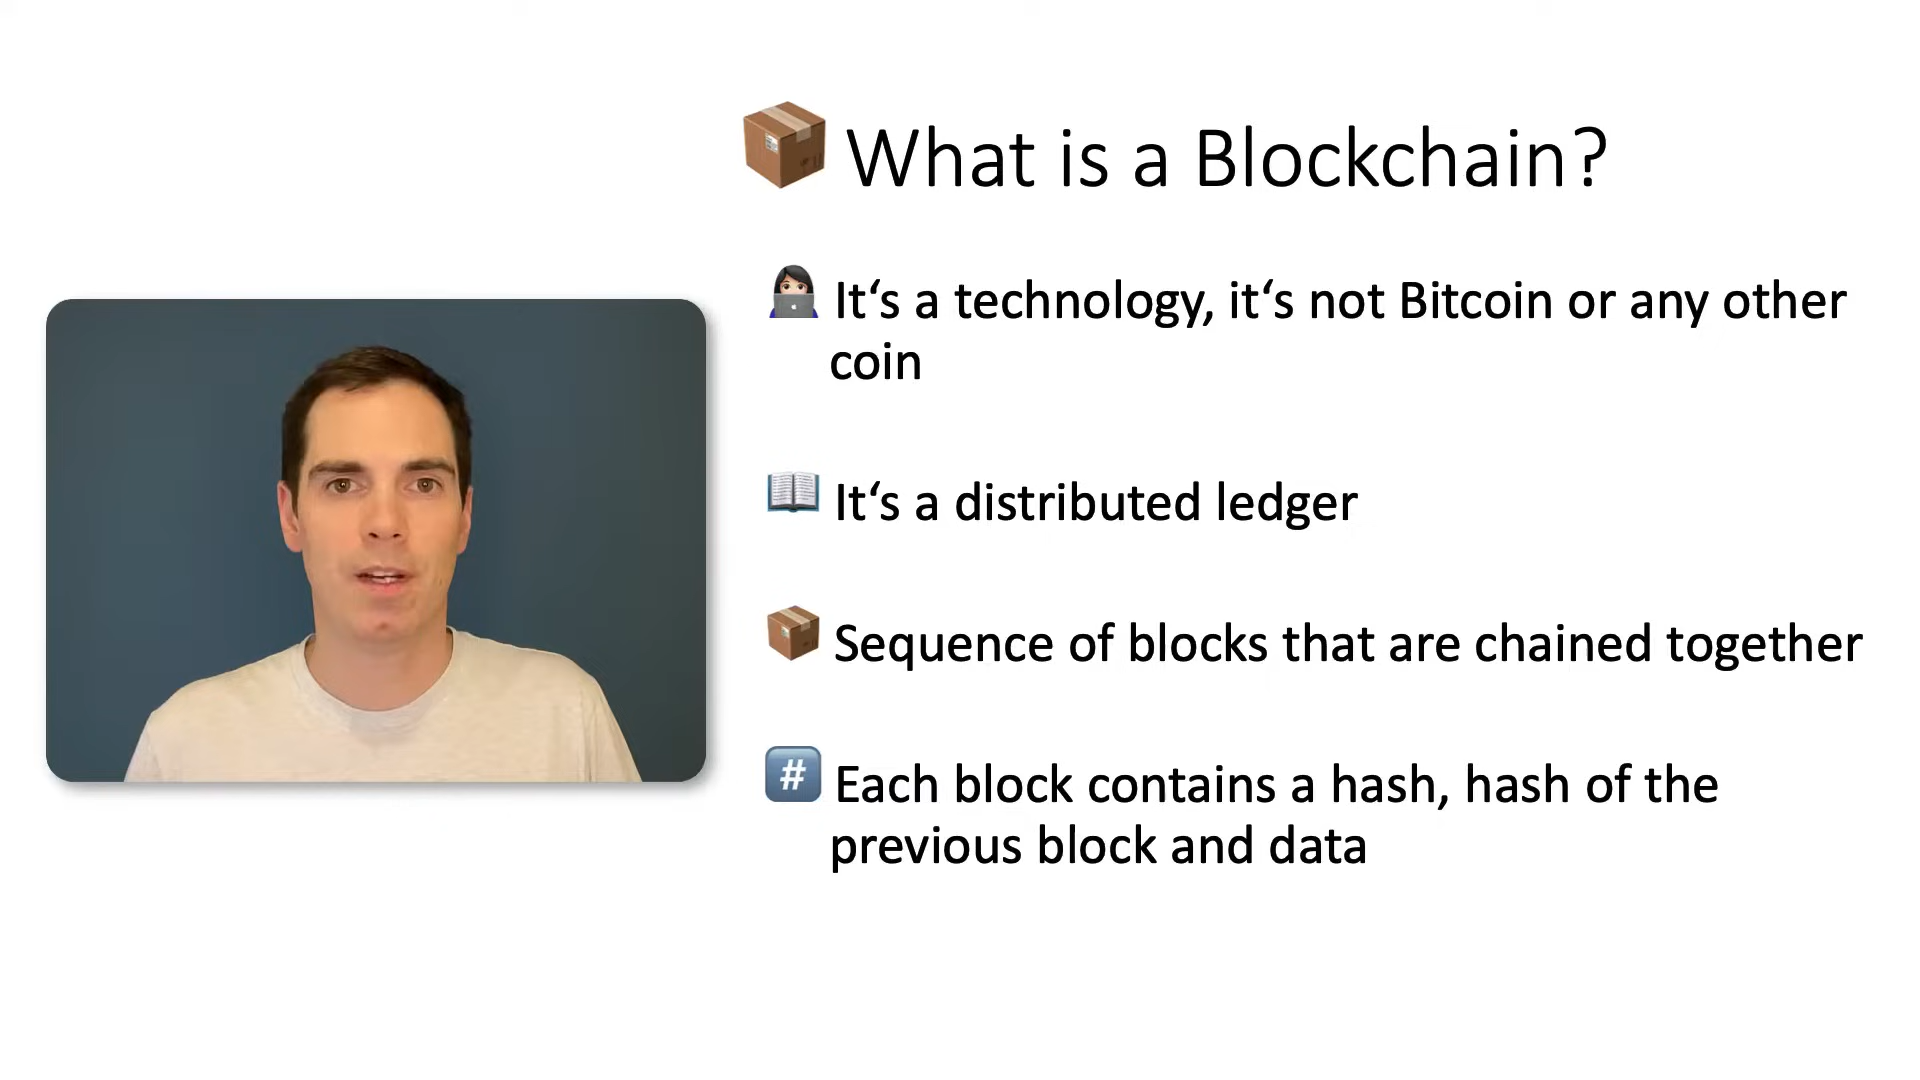 What is a Blockchain?
It‘s a technology, it‘s not Bitcoin or any other
coin
It‘s a distributed ledger
Sequence of blocks that are chained together
# Each block contains a hash, hash of the
previous block and data